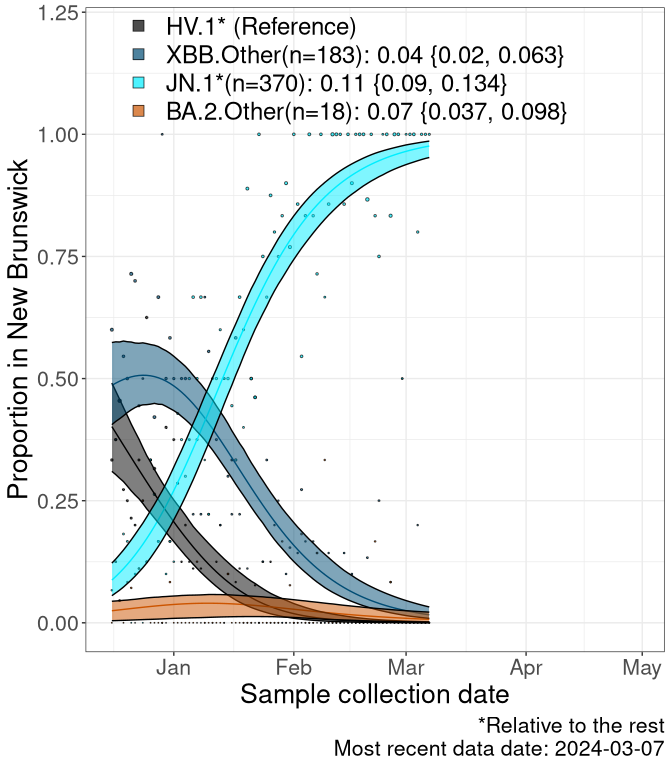 HV.1* (Reference)
XBB.Other(n=183): 0.04 {0.02, 0.063}
JN.1*(n=370): 0.11 {0.09, 0.134}
BA.2.Other(n=18): 0.07 {0.037, 0.098}
1.25
1.00
0.75
0.50
0.25
0.00
Proportion in New Brunswick
Jan Feb Mar Apr May
Sample collection date
*Relative to the rest
Most recent data date: 2024-03-07